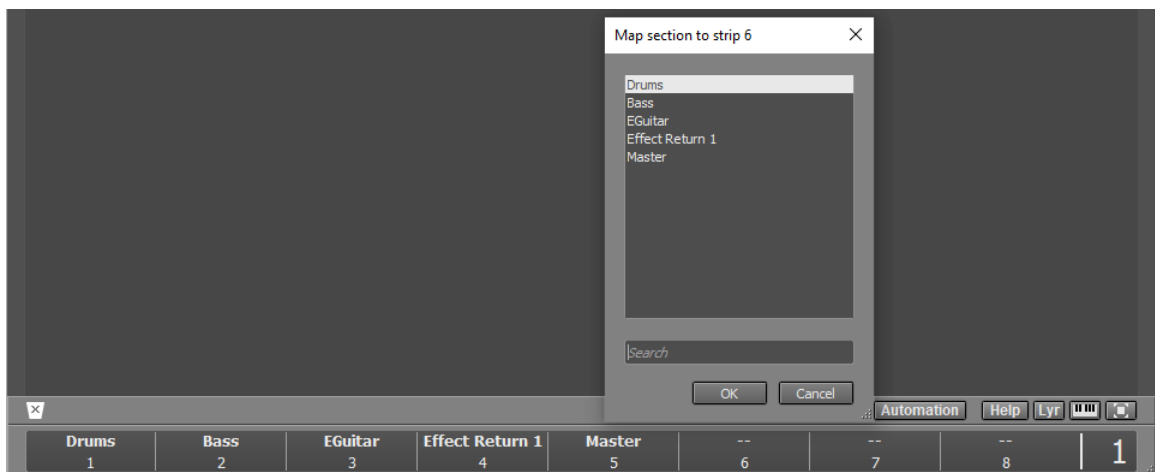 Map section to strip 6
Drums
Bass
EGuitar
Effect Return 1
Master
Search
OK Cancel
Automation Help Lyr
Drums Bass EGuitar Effect Return 1 Master -- -- --
1 2 3 4 5 6 7 8 1